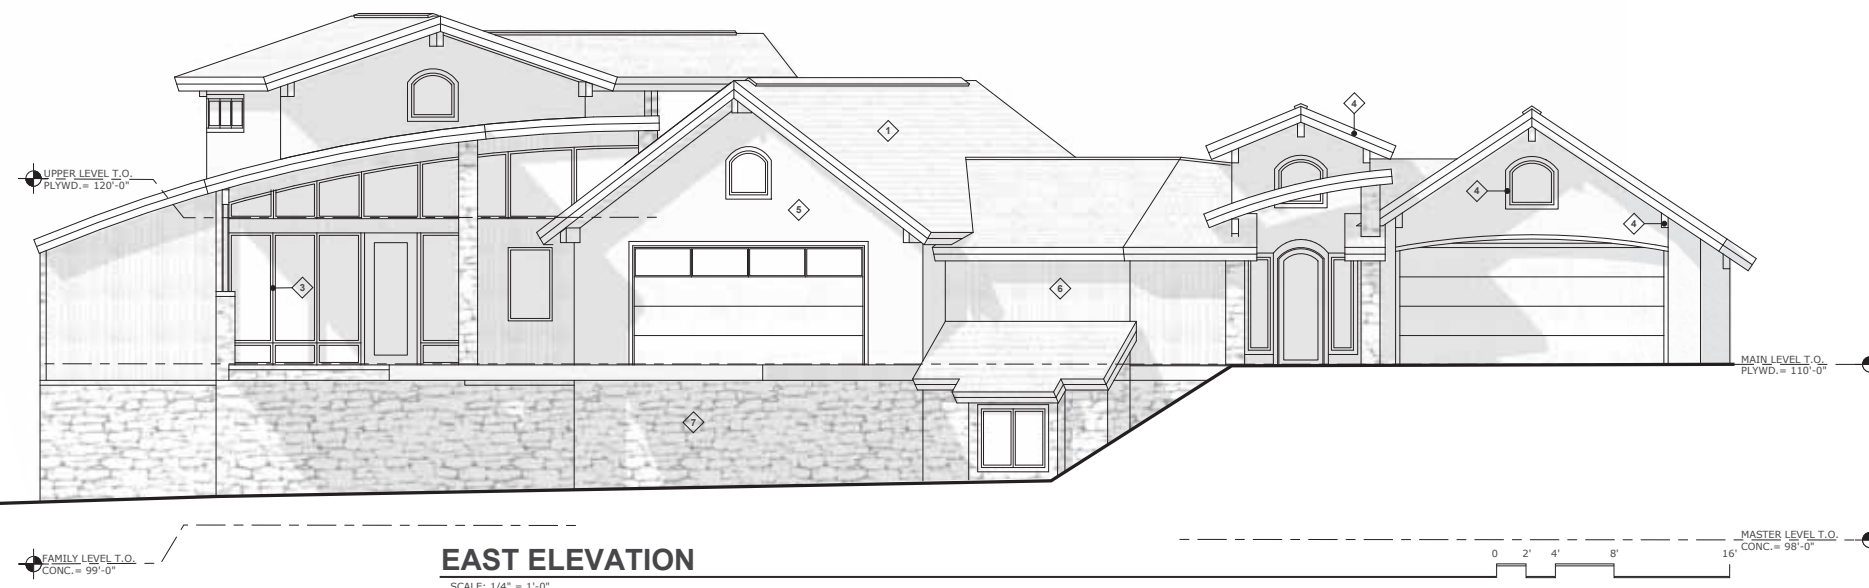 4
1
UPPER LEVEL T.O.
PLYWD.= 120'-0"
4
5
4
3
6
MAIN LEVEL T.O.
PLYWD.= 110'-0"
7
MASTER LEVEL T.O.
CONC.= 98'-0"
FAMILY LEVEL T.O.
CONC.= 99'-0"
EAST ELEVATION
0 2' 4' 8' 16'
SCALE: 1/4" = 1'-0"